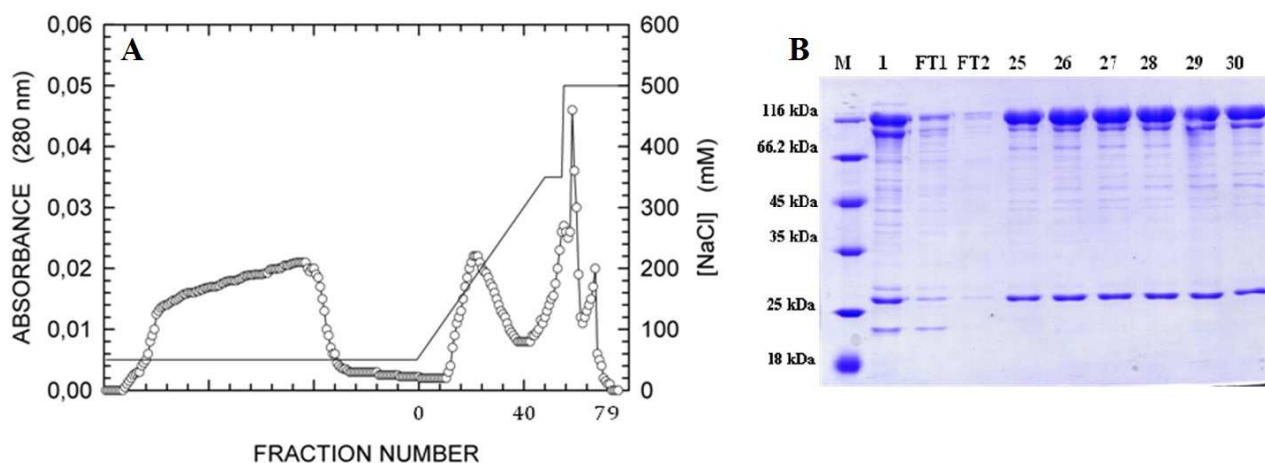 A
0,06
0,05
0,04
0,03
0,02
0,01
0,00
ABSORBANCE (280 nm)
600
500
400
300
200
100
0
[NaCl] (mM)
0 40 79
FRACTION NUMBER
B
M 1 FT1 FT2 25 26 27 28 29 30
116 kDa
66.2 kDa
45 kDa
35 kDa
25 kDa
18 kDa